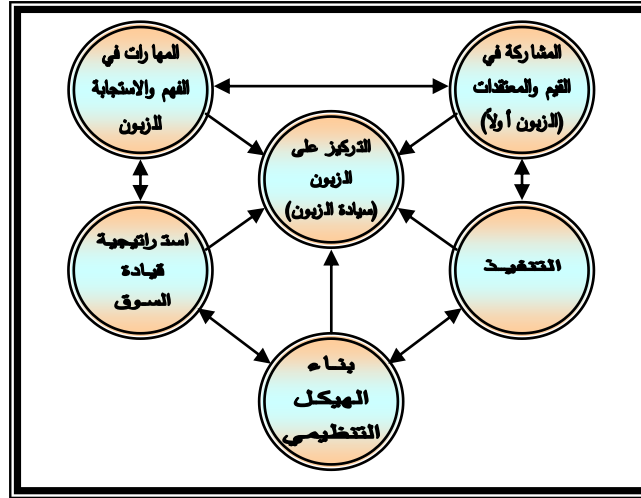 المشاركة في
القيم والمعتقدات
(الزبون أولاً)
المهارات في
الفهم والاستجابة
للزبون
التركيز على
الزبون
(سيادة الزبون)
التنفيذ
استراتيجية
قيادة
السوق
بناء
الهيكل
التنظيمي